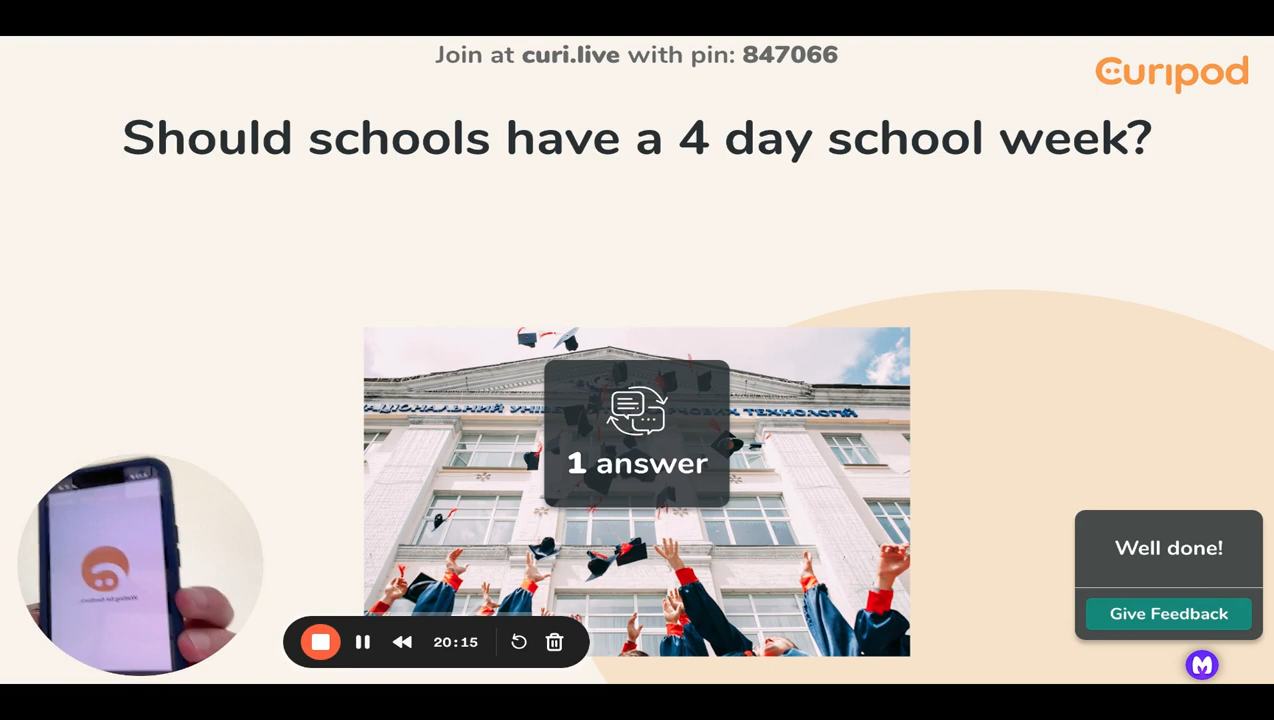 Join at curi.live with pin: 847066
Curipod
Should schools have a 4 day school week?
1 answer
Well done!
Give Feedback
20:15